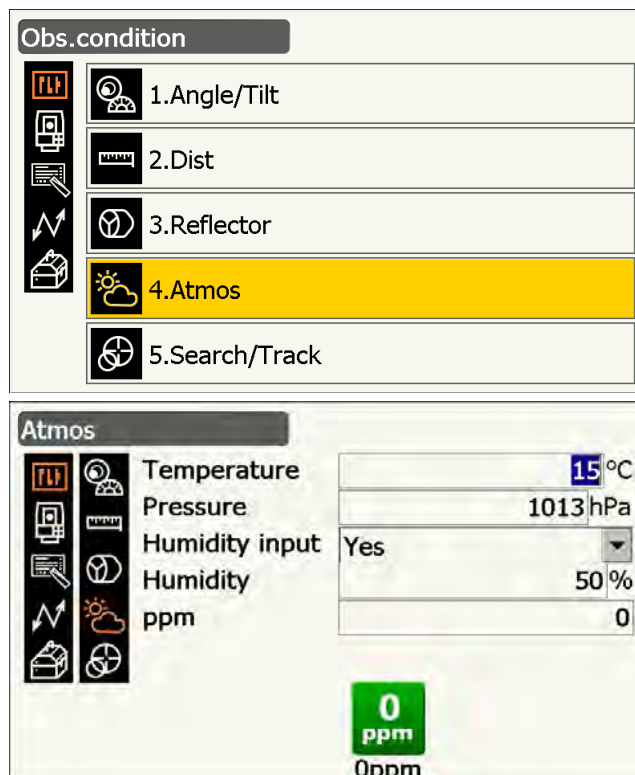 Obs.condition
1.Angle/Tilt
2.Dist
3.Reflector
4.Atmos
5.Search/Track
Atmos
Temperature 15 °C
Pressure 1013 hPa
Humidity input Yes
Humidity 50 %
ppm 0
0
ppm
0ppm